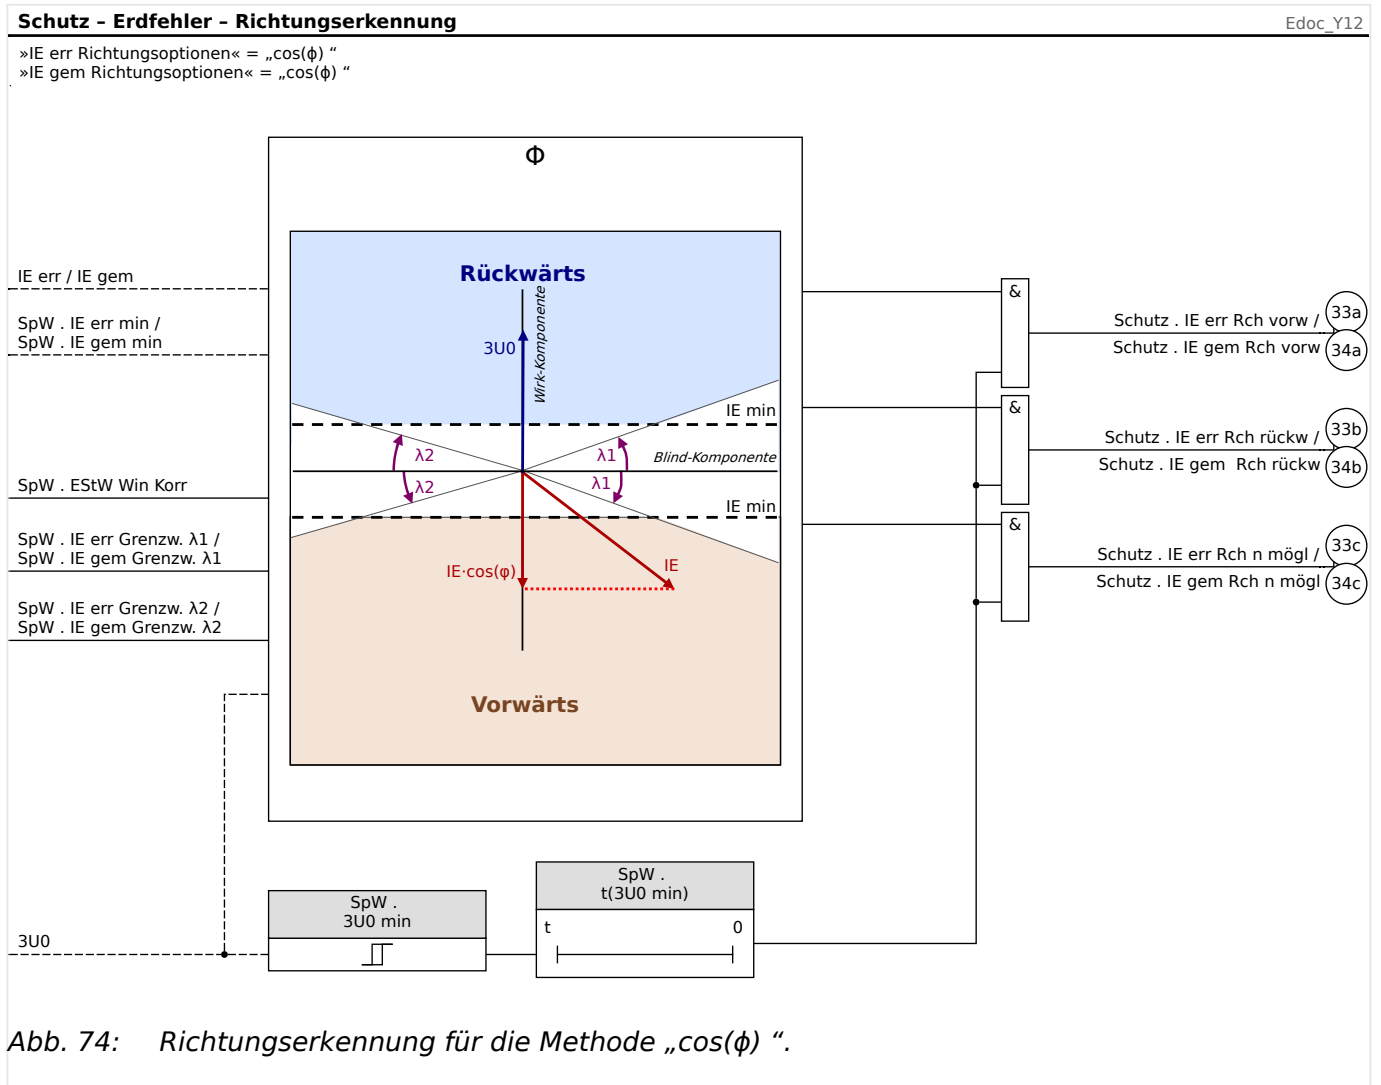 Schutz – Erdfehler – Richtungserkennung
Edoc_Y12
»IE err Richtungsoptionen« = „cos(ϕ) “
»IE gem Richtungsoptionen« = „cos(ϕ) “
Φ
IE err / IE gem
SpW . IE err min /
SpW . IE gem min
SpW . EStW Win Korr
SpW . IE err Grenzw. λ1 /
SpW . IE gem Grenzw. λ1
SpW . IE err Grenzw. λ2 /
SpW . IE gem Grenzw. λ2
3U0
Rückwärts
Wirk-Komponente
3U0
IE min
λ2
λ1
Blind-Komponente
λ2
λ1
IE min
IE·cos(φ)
IE
Vorwärts
SpW .
3U0 min
SpW .
t(3U0 min)
t
0
&
Schutz . IE err Rch vorw /
33a
Schutz . IE gem Rch vorw
34a
&
Schutz . IE err Rch rückw /
33b
Schutz . IE gem  Rch rückw
34b
&
Schutz . IE err Rch n mögl /
33c
Schutz . IE gem Rch n mögl
34c
Abb. 74: Richtungserkennung für die Methode „cos(ϕ) “.